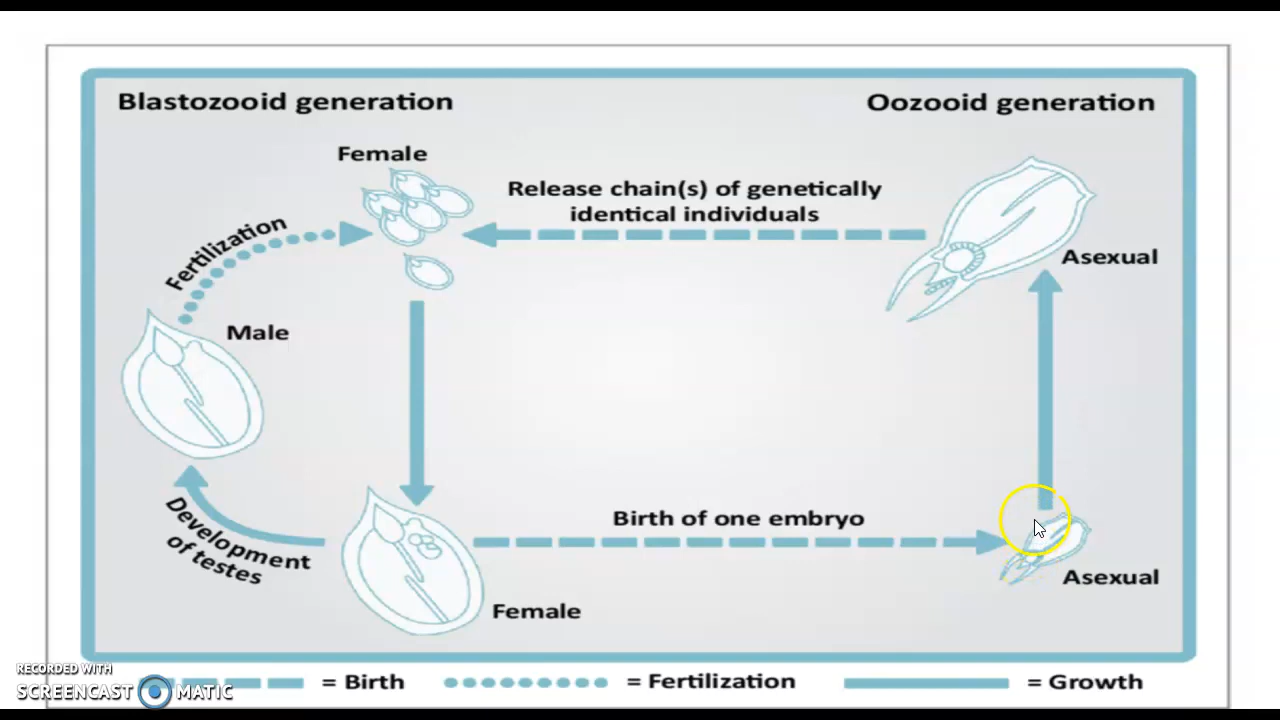 Blastozooid generation
Oozooid generation
Female
Release chain(s) of genetically
identical individuals
Fertilization
Asexual
Male
Birth of one embryo
Development
of testes
Asexual
Female
RECORDED WITH
SCREENCAST MATIC
= Birth
= Fertilization
= Growth